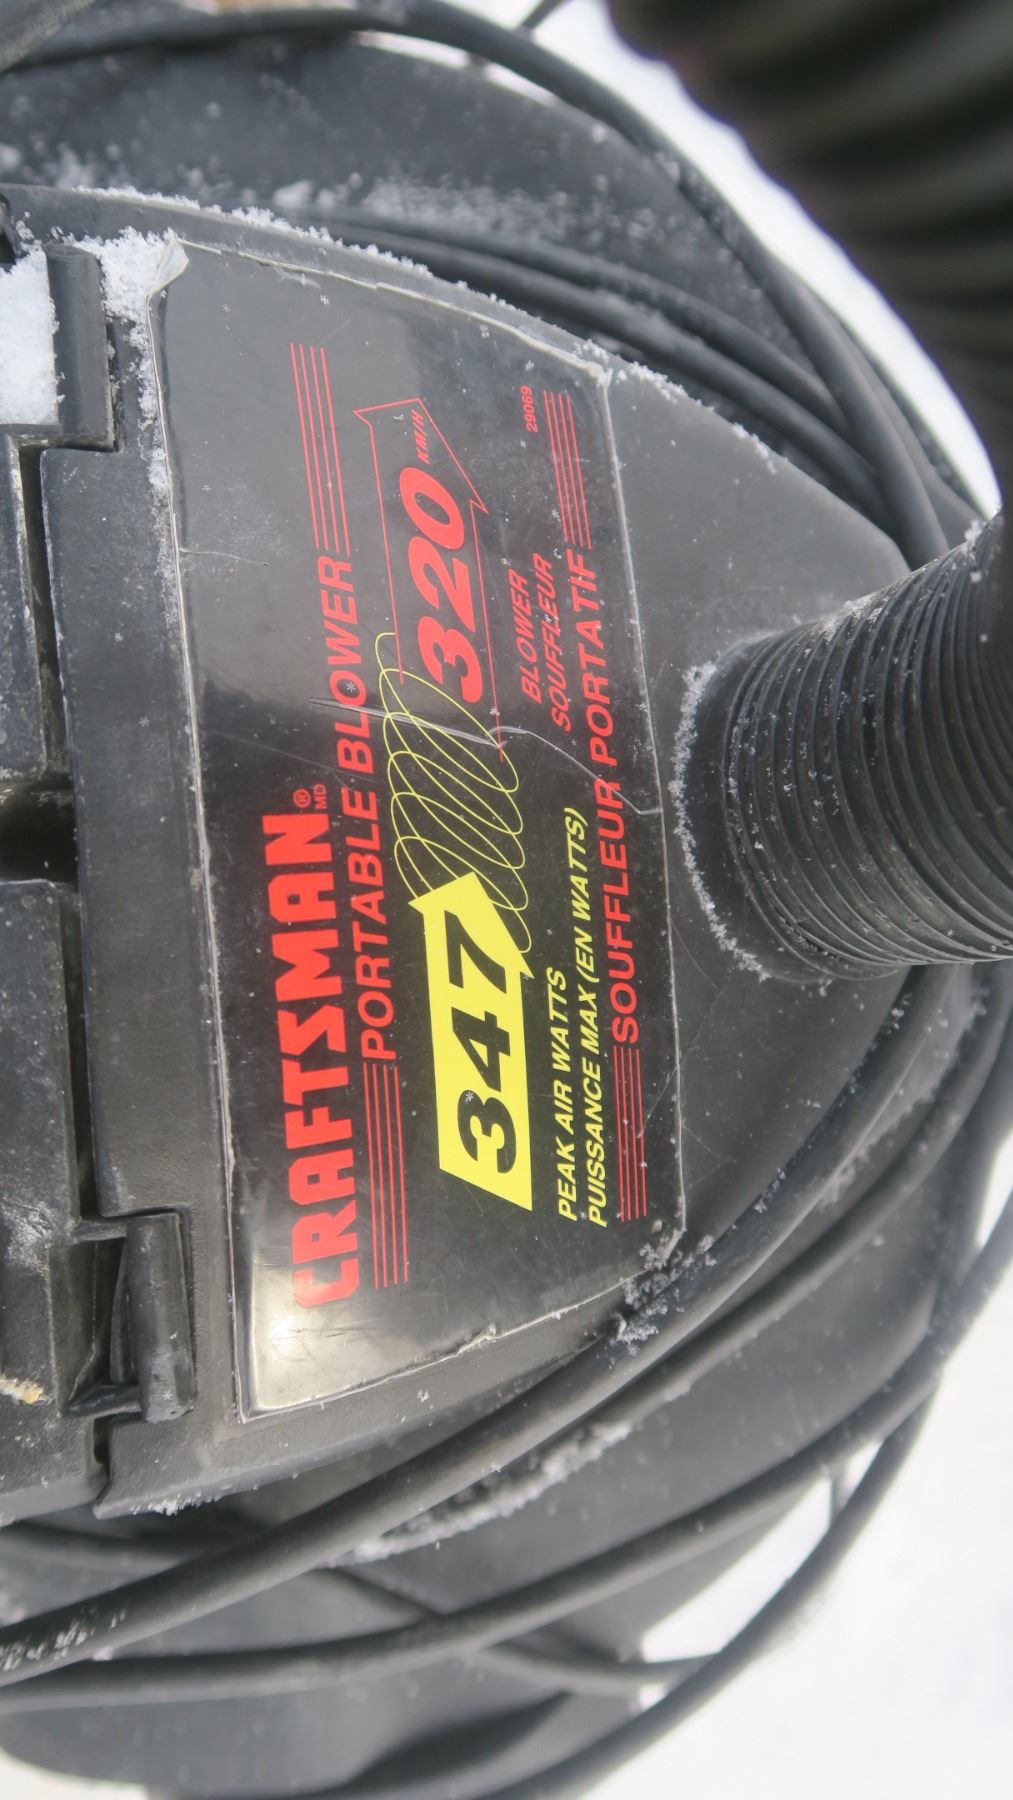 CRAFTSMAN® MD
PORTABLE BLOWER
347
320 KM/H
PEAK AIR WATTS
PUISSANCE MAX (EN WATTS)
BLOWER
SOUFFLEUR
SOUFFLEUR PORTATIF
29069